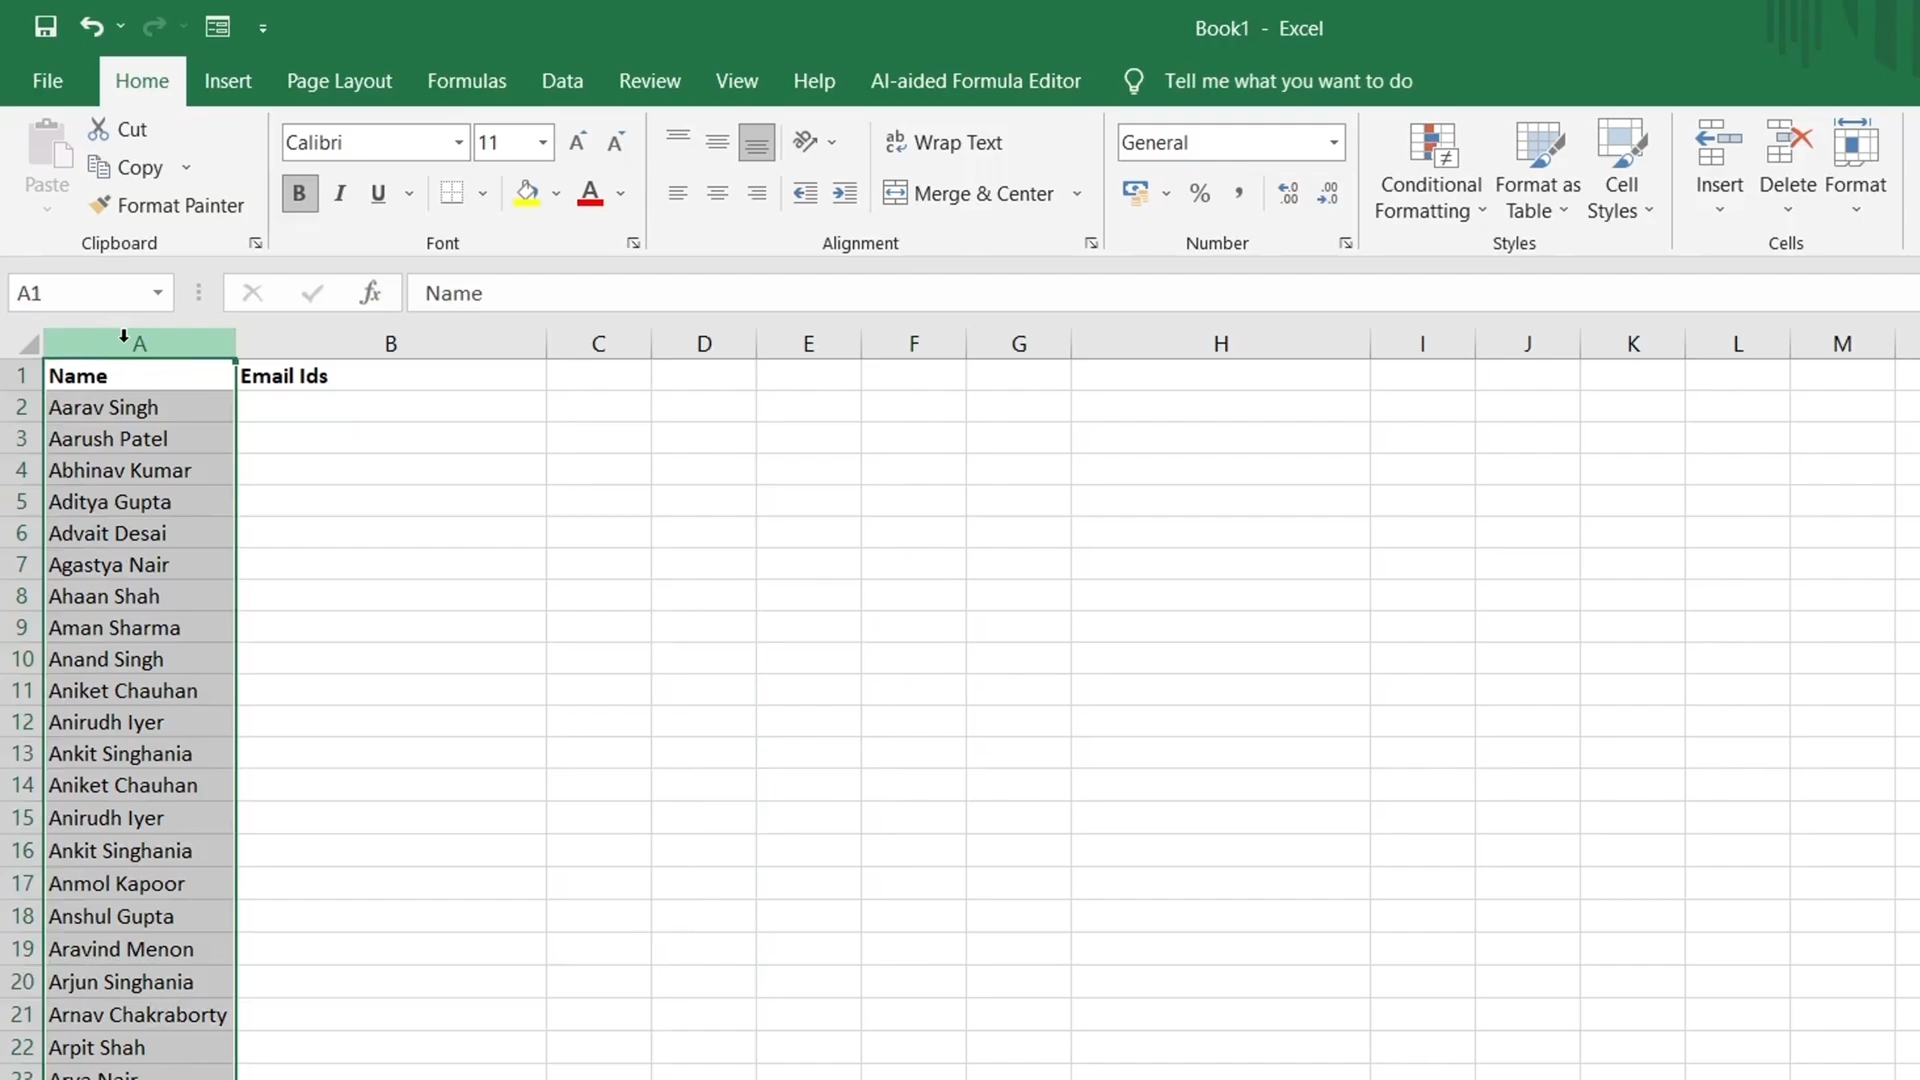 Book1 - Excel
File Home Insert Page Layout Formulas Data Review View Help AI-aided Formula Editor Tell me what you want to do
Paste
Cut
Copy
Format Painter
Clipboard
Calibri 11
B I U A
Font
Wrap Text
Merge & Center
Alignment
General
% ,
Number
Conditional Formatting
Format as Table
Cell Styles
Styles
Insert Delete Format
Cells
A1 fx Name
A B C D E F G H I J K L M
1 Name Email Ids
2 Aarav Singh
3 Aarush Patel
4 Abhinav Kumar
5 Aditya Gupta
6 Advait Desai
7 Agastya Nair
8 Ahaan Shah
9 Aman Sharma
10 Anand Singh
11 Aniket Chauhan
12 Anirudh Iyer
13 Ankit Singhania
14 Aniket Chauhan
15 Anirudh Iyer
16 Ankit Singhania
17 Anmol Kapoor
18 Anshul Gupta
19 Aravind Menon
20 Arjun Singhania
21 Arnav Chakraborty
22 Arpit Shah